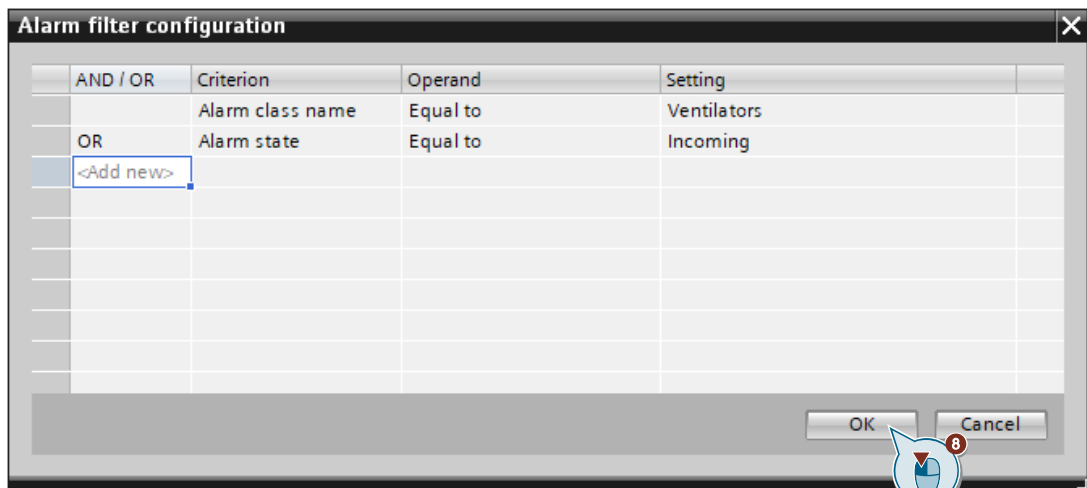 Alarm filter configuration
AND / OR Criterion Operand Setting
Alarm class name Equal to Ventilators
OR Alarm state Equal to Incoming
<Add new>
OK Cancel
8